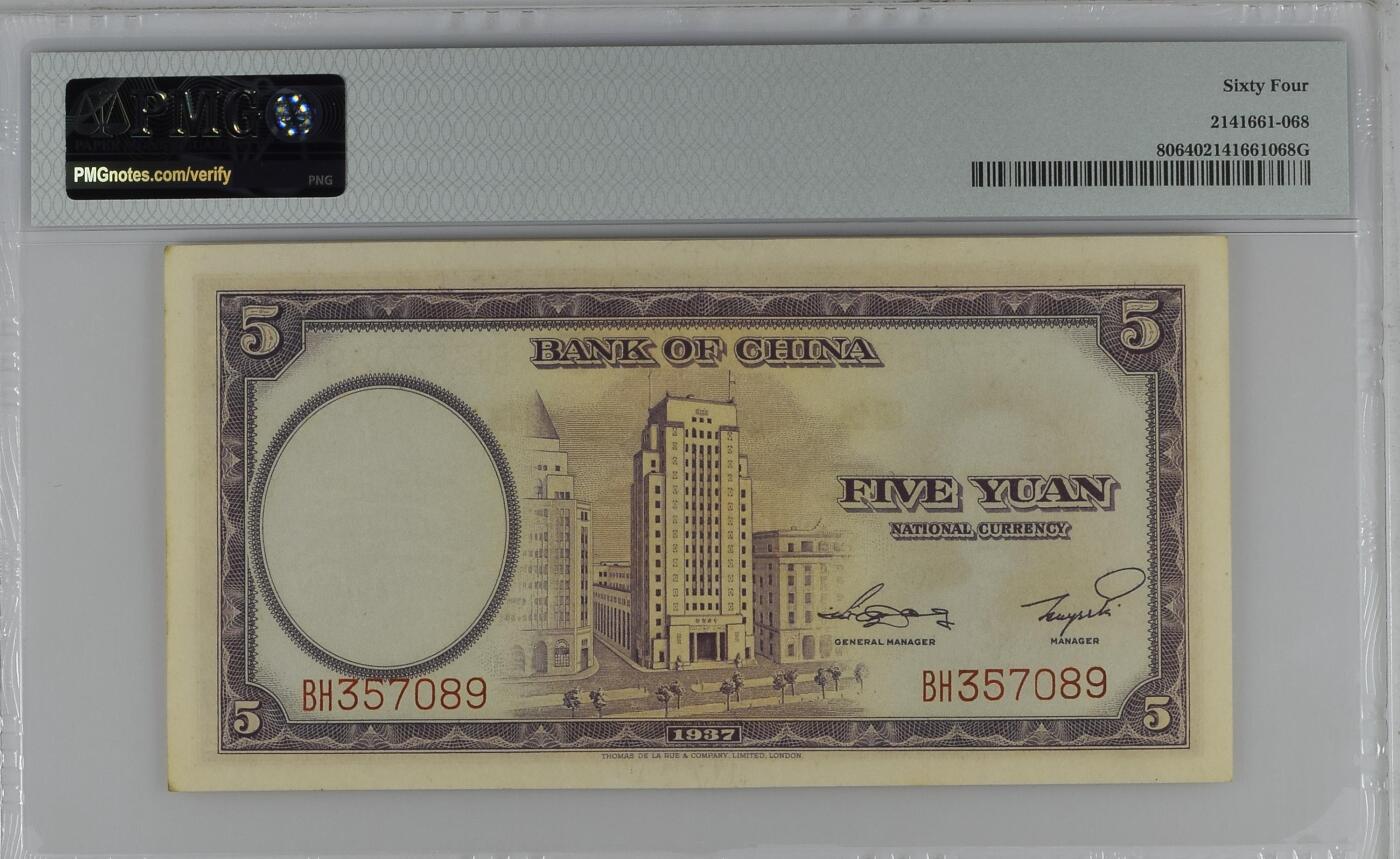 PMG
PMGnotes.com/verify
PNG
Sixty Four
2141661-068
806402141661068G
5
5
BANK OF CHINA
FIVE YUAN
NATIONAL CURRENCY
GENERAL MANAGER
MANAGER
BH357089
BH357089
5
5
1937
THOMAS DE LA RUE & COMPANY, LIMITED, LONDON.